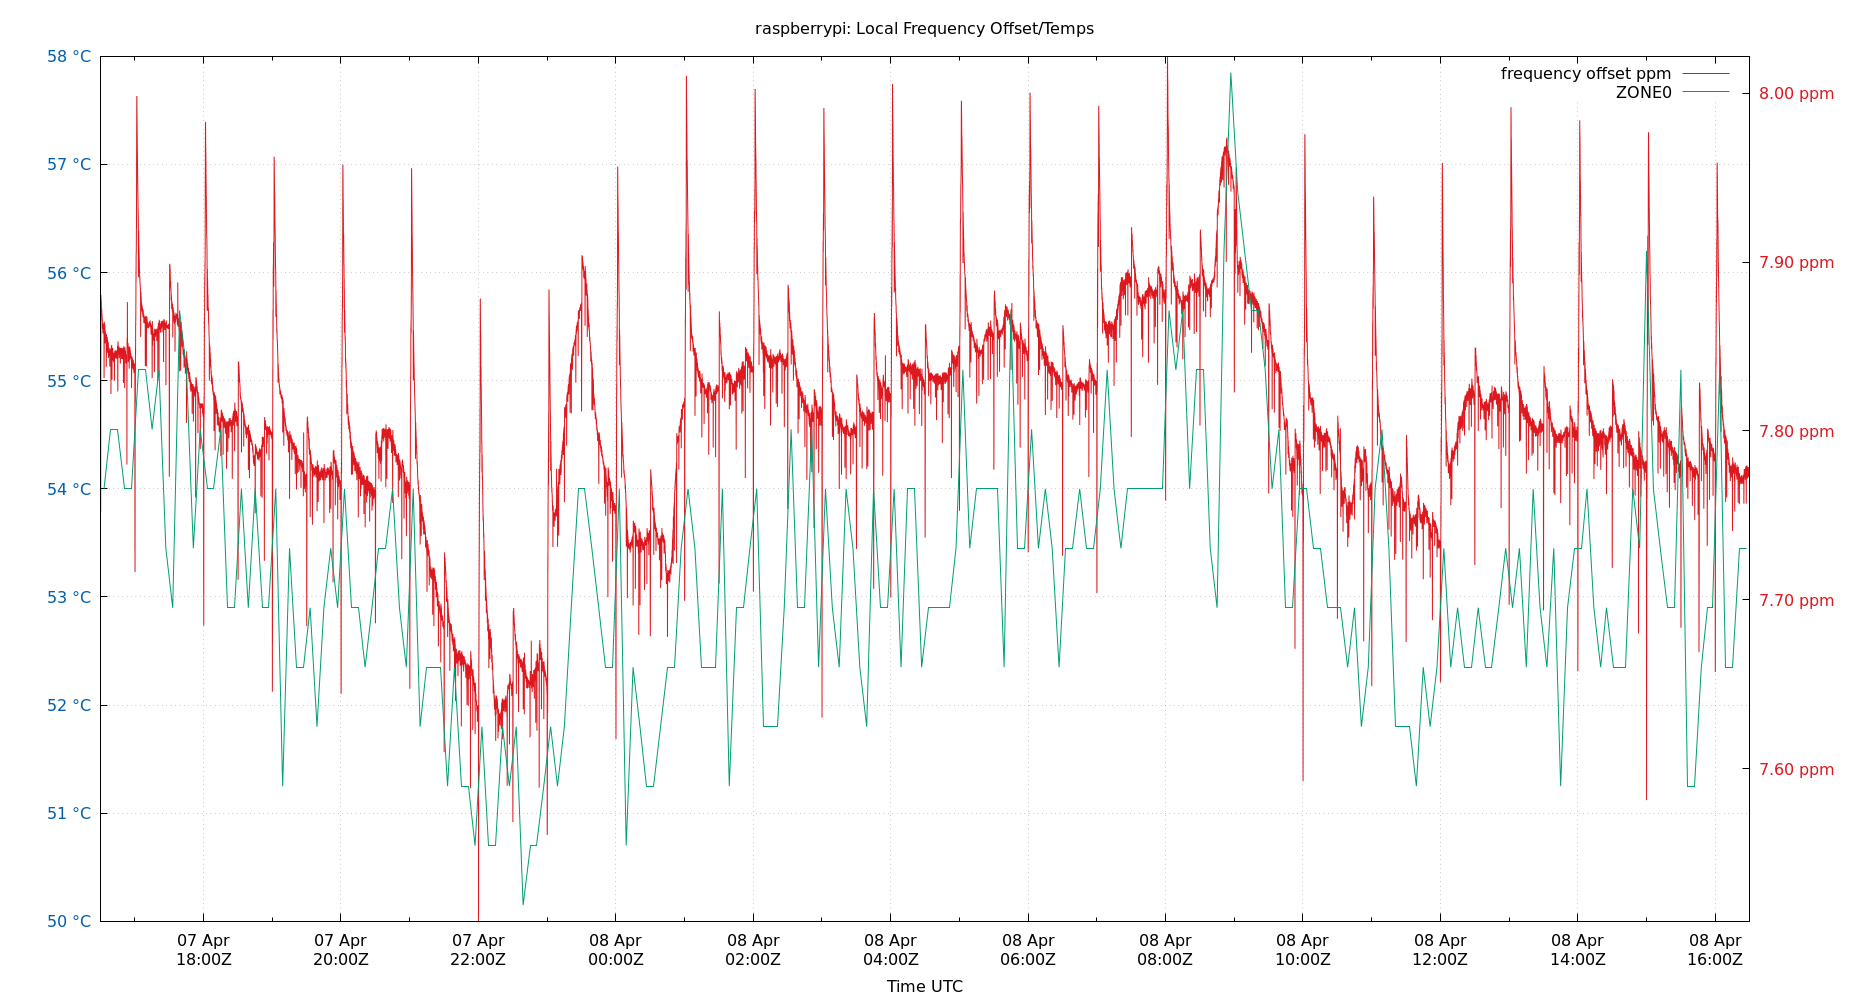 raspberrypi: Local Frequency Offset/Temps
58 °C
57 °C
56 °C
55 °C
54 °C
53 °C
52 °C
51 °C
50 °C
frequency offset ppm
ZONE0
8.00 ppm
7.90 ppm
7.80 ppm
7.70 ppm
7.60 ppm
07 Apr
18:00Z
07 Apr
20:00Z
07 Apr
22:00Z
08 Apr
00:00Z
08 Apr
02:00Z
08 Apr
04:00Z
08 Apr
06:00Z
08 Apr
08:00Z
08 Apr
10:00Z
08 Apr
12:00Z
08 Apr
14:00Z
08 Apr
16:00Z
Time UTC